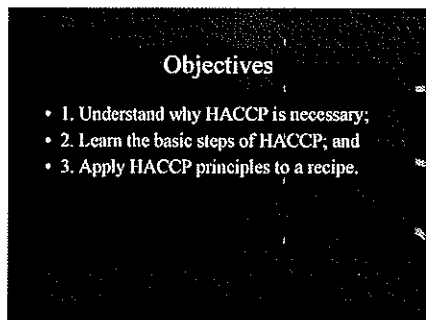 Objectives
• 1. Understand why HACCP is necessary;
• 2. Learn the basic steps of HACCP; and
• 3. Apply HACCP principles to a recipe.